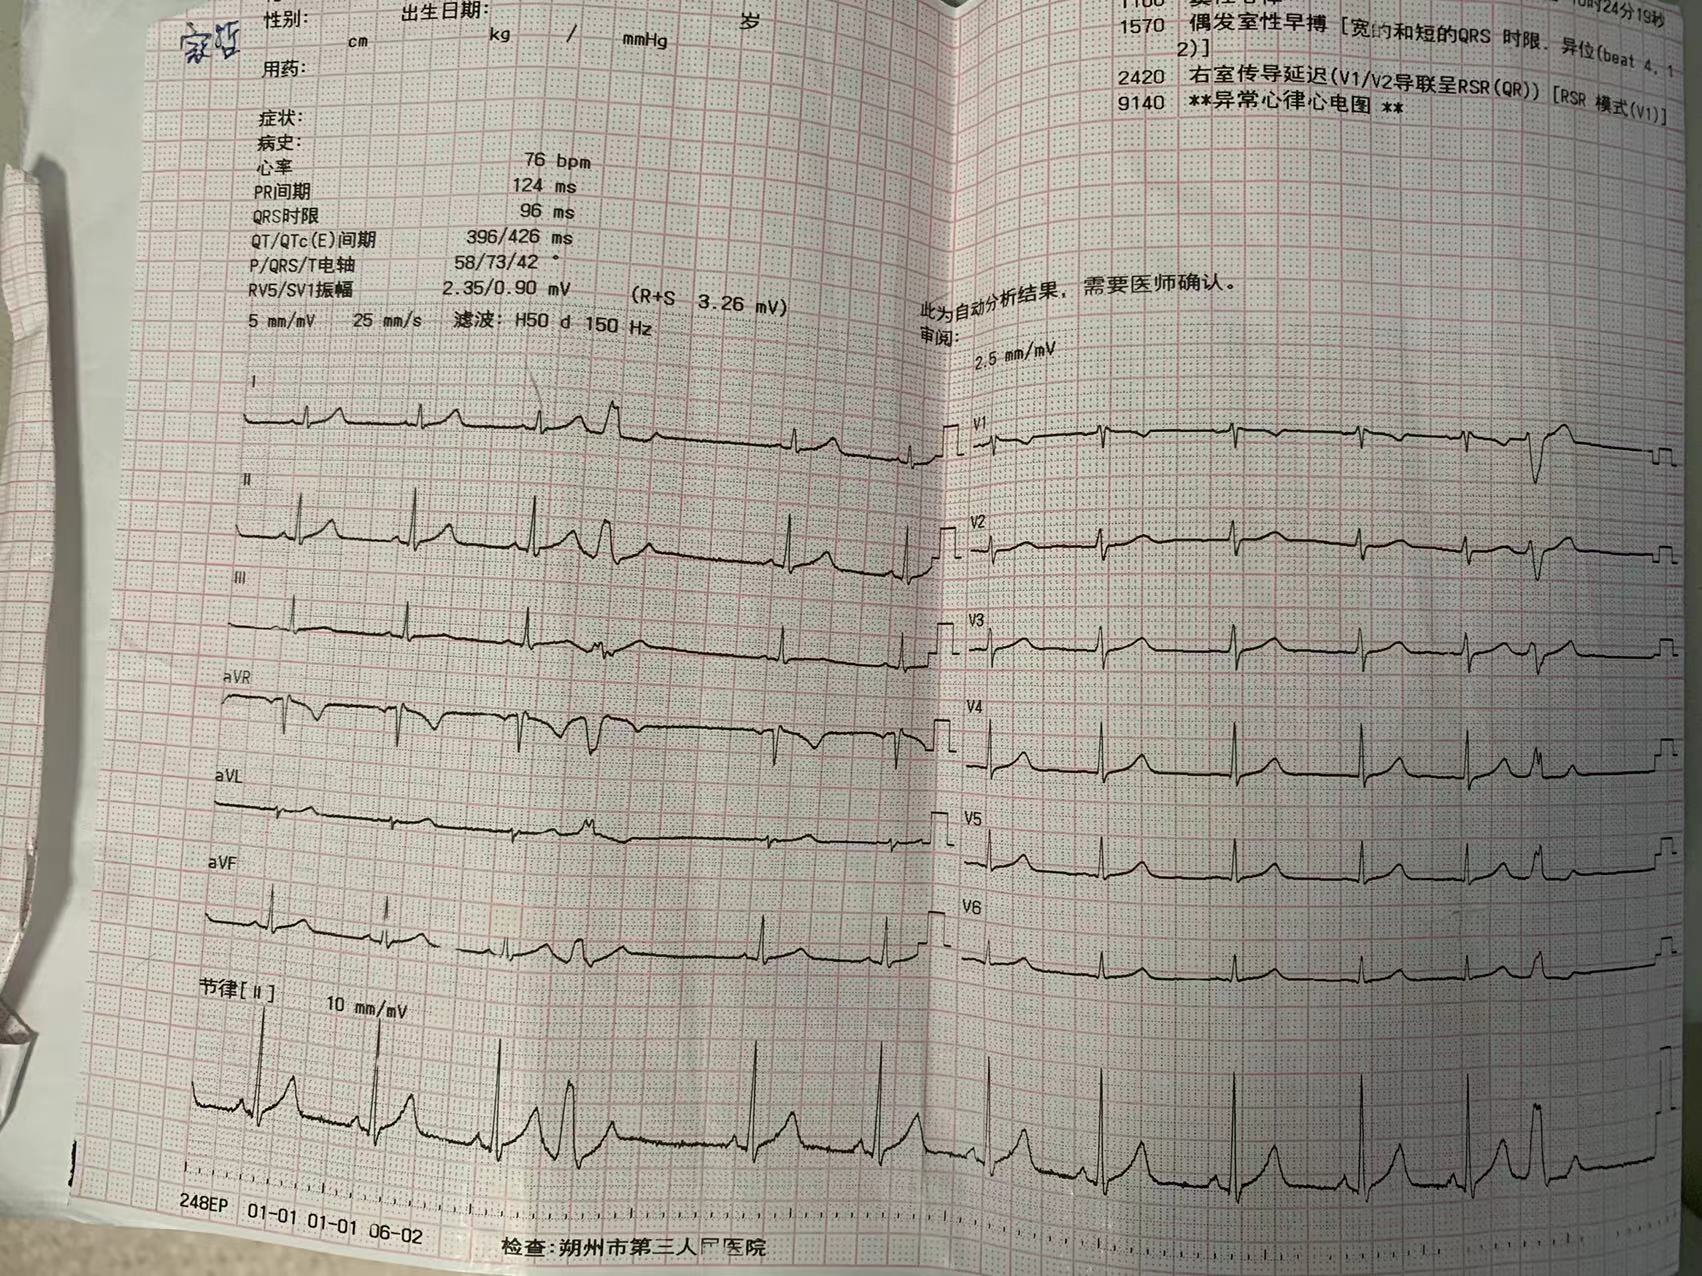 性别:
出生日期:
岁
cm kg / mmHg
用药:
症状:
病史:
心率 76 bpm
PR间期 124 ms
QRS时限 96 ms
QT/QTc(E)间期 396/426 ms
P/QRS/T电轴 58/73/42 °
RV5/SV1振幅 2.35/0.90 mV (R+S 3.26 mV)
5 mm/mV 25 mm/s 滤波: H50 d 150 Hz
时24分19秒
1570 偶发室性早搏 [宽的和短的QRS 时限. 异位(beat 4, 1
2)]
2420 右室传导延迟(V1/V2导联呈RSR(QR)) [RSR 模式(V1)]
9140 **异常心律心电图 **
此为自动分析结果, 需要医师确认。
审阅:
2.5 mm/mV
I
II
III
aVR
aVL
aVF
V1
V2
V3
V4
V5
V6
节律[II] 10 mm/mV
248EP 01-01 01-01 06-02
检查:朔州市第三人民医院